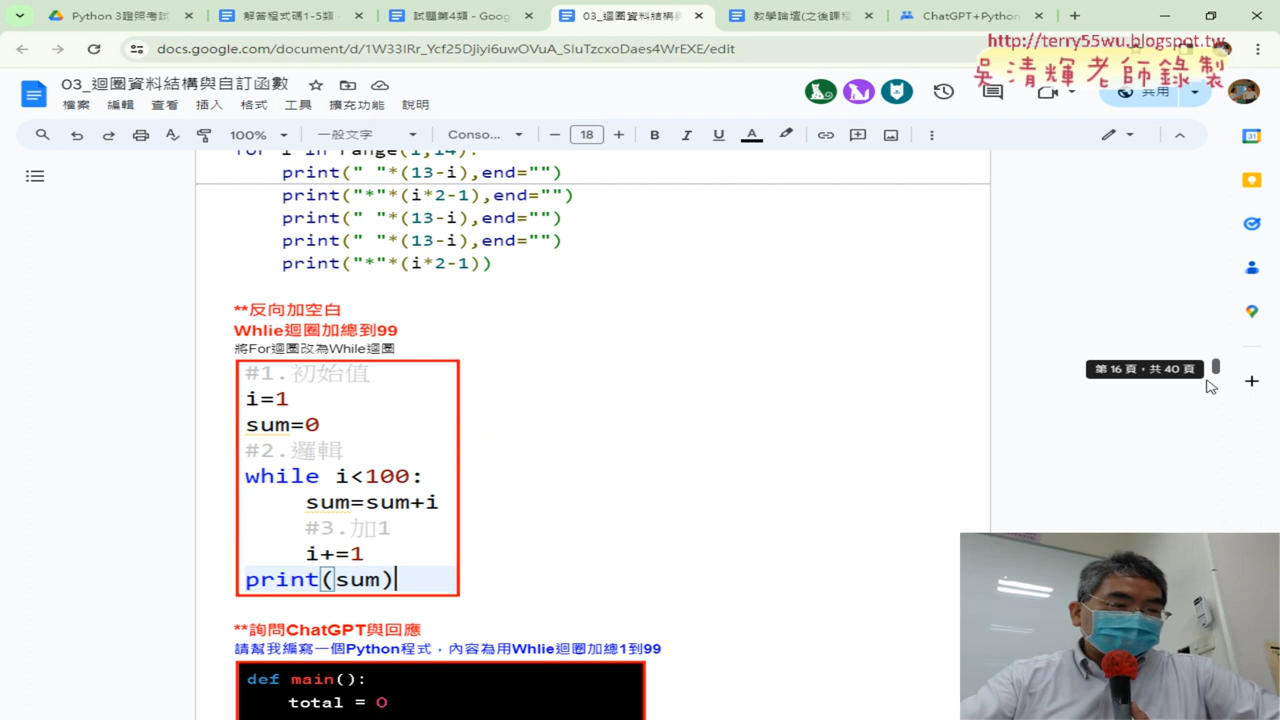 Python 3證照考試
解答程式碼1-5類
試題第4類 - Goog
03_迴圈資料結構與
教學論壇(之後課程
ChatGPT+Python
docs.google.com/document/d/1W33IRr_Ycf25Djiyi6uwOVuA_SIuTzcxoDaes4WrEXE/edit
http://terry55wu.blogspot.tw
吳清輝老師錄製
03_迴圈資料結構與自訂函數
檔案 編輯 查看 插入 格式 工具 擴充功能 說明
共用
100% 一般文字 Conso... 18 B I U A
for i in range(1,14):
print(" "*(13-i),end="")
print("*"*(i*2-1),end="")
print(" "*(13-i),end="")
print(" "*(13-i),end="")
print("*"*(i*2-1))
**反向加空白
Whlie迴圈加總到99
將For迴圈改為While迴圈
#1.初始值
i=1
sum=0
#2.邏輯
while i<100:
sum=sum+i
#3.加1
i+=1
print(sum)
第 16 頁，共 40 頁
**詢問ChatGPT與回應
請幫我編寫一個Python程式，內容為用Whlie迴圈加總1到99
def main():
total = 0